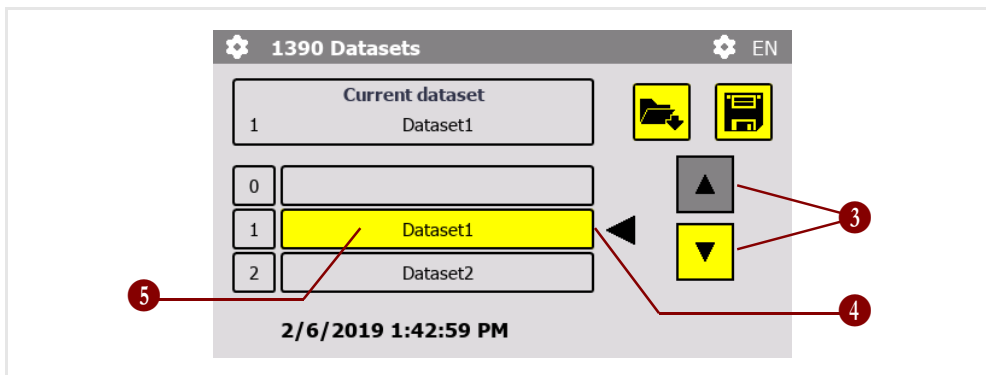 1390 Datasets EN
Current dataset
1 Dataset1
0
1 Dataset1
2 Dataset2
2/6/2019 1:42:59 PM
3
4
5